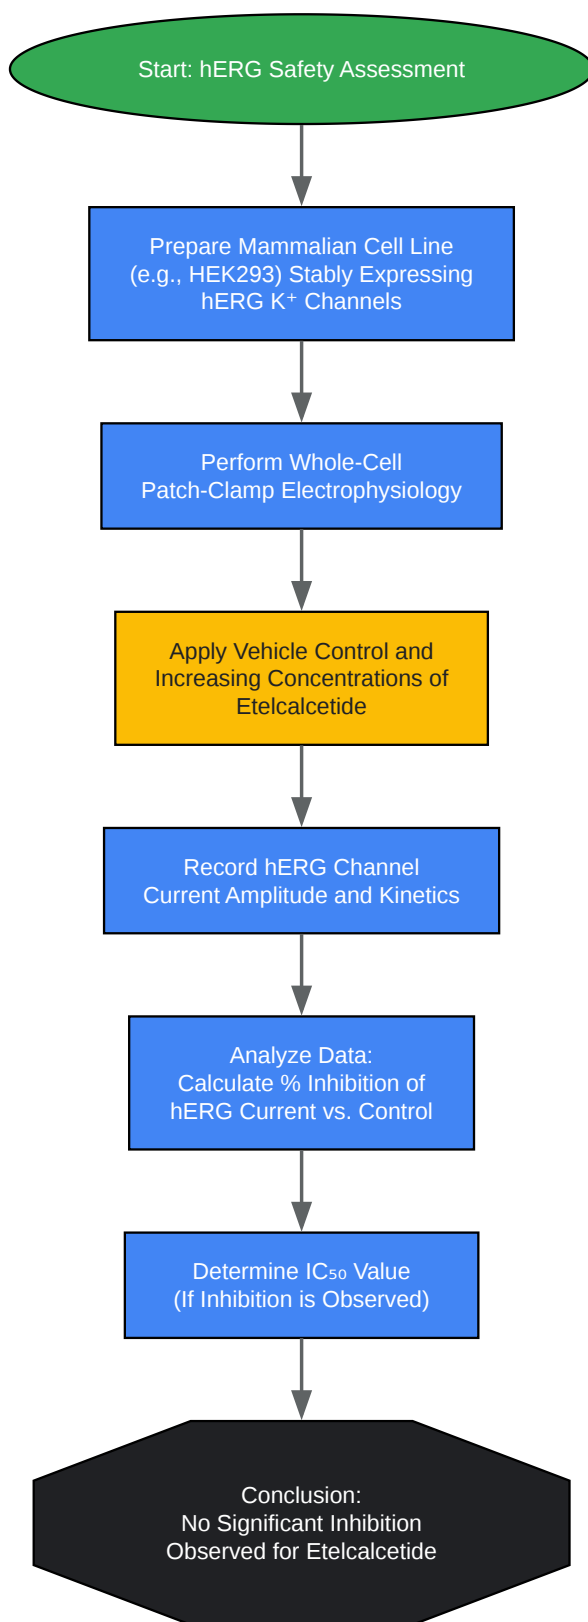 Start: hERG Safety Assessment
Prepare Mammalian Cell Line
(e.g., HEK293) Stably Expressing
hERG K⁺ Channels
Perform Whole-Cell
Patch-Clamp Electrophysiology
Apply Vehicle Control and
Increasing Concentrations of
Etelcalcetide
Record hERG Channel
Current Amplitude and Kinetics
Analyze Data:
Calculate % Inhibition of
hERG Current vs. Control
Determine IC₅₀ Value
(If Inhibition is Observed)
Conclusion:
No Significant Inhibition
Observed for Etelcalcetide